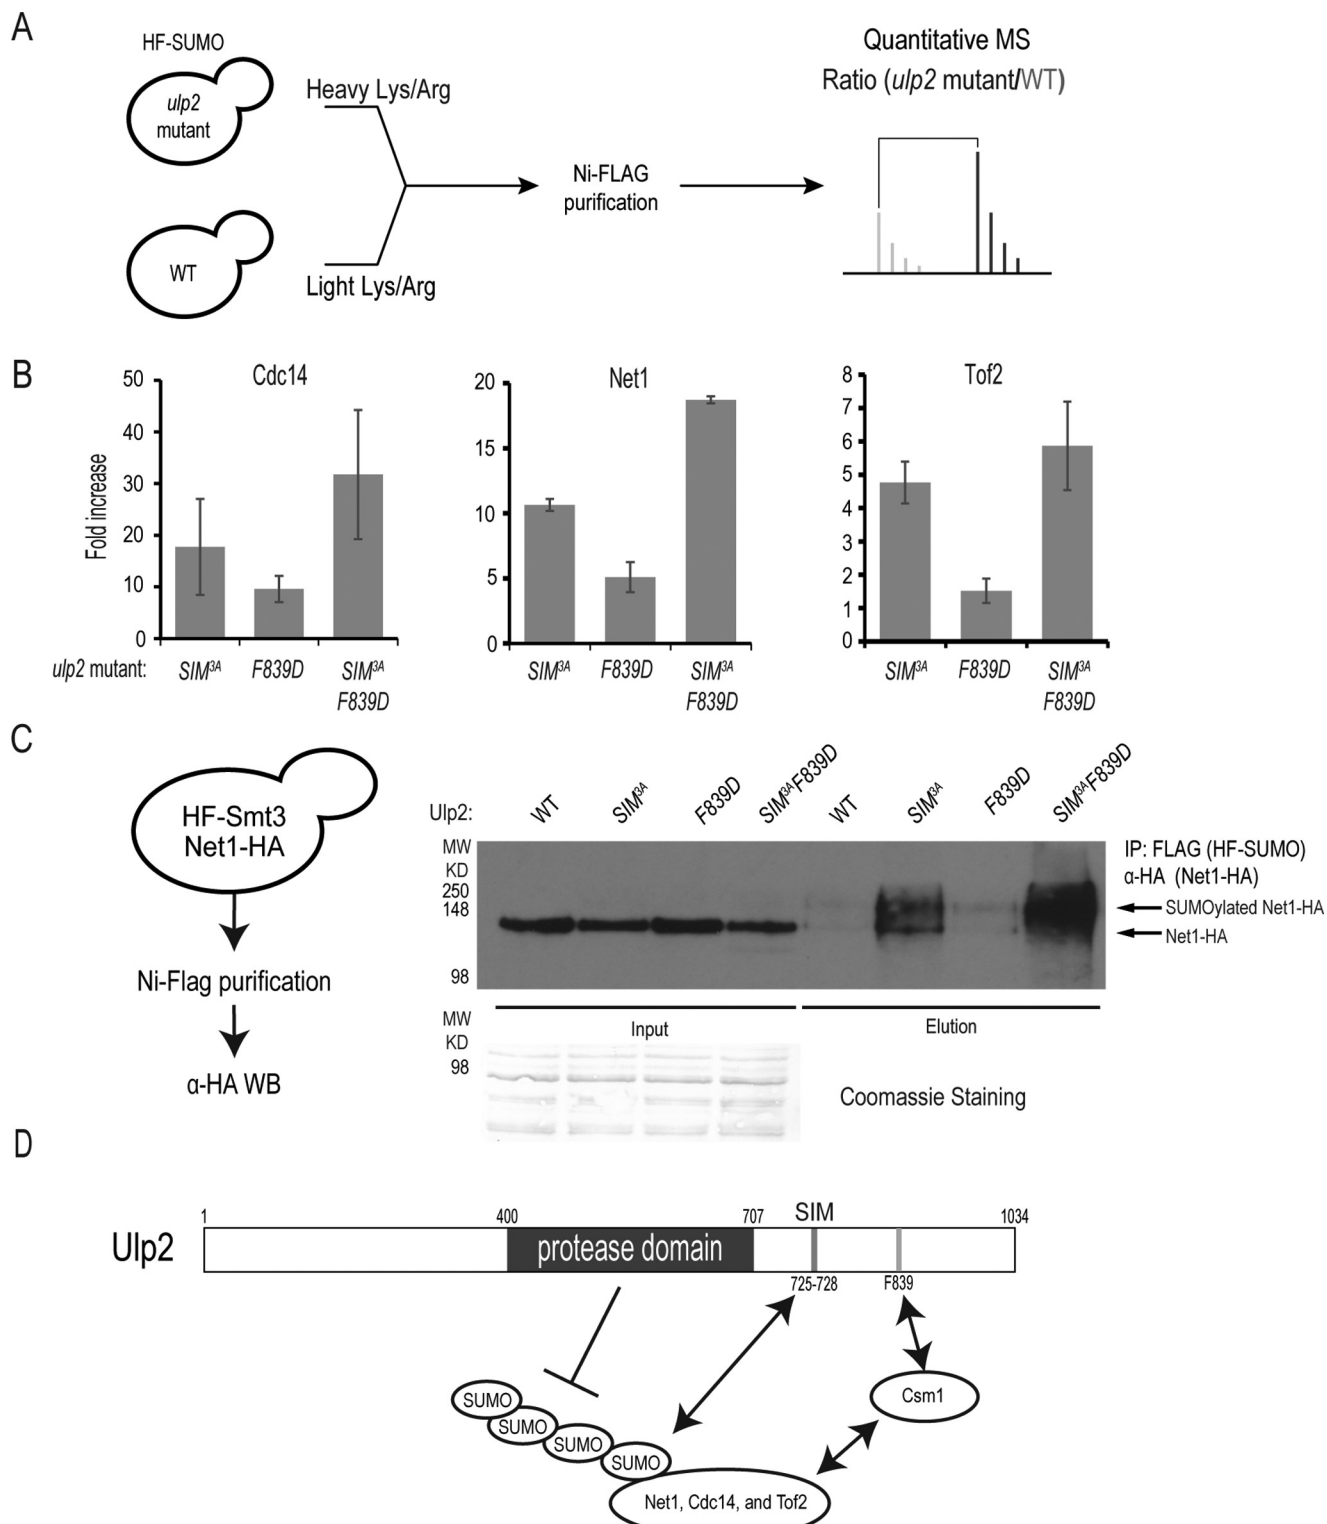 A
HF-SUMO
ulp2
mutant
Heavy Lys/Arg
WT
Light Lys/Arg
Ni-FLAG
purification
Quantitative MS
Ratio (ulp2 mutant/WT)
B
Cdc14
Fold increase
50
40
30
20
10
0
ulp2 mutant:
SIM3A
F839D
SIM3A
F839D
Net1
20
15
10
5
0
SIM3A
F839D
SIM3A
F839D
Tof2
8
7
6
5
4
3
2
1
0
SIM3A
F839D
SIM3A
F839D
C
HF-Smt3
Net1-HA
Ni-Flag purification
α-HA WB
Ulp2:
WT
SIM3A
F839D
SIM3AF839D
WT
SIM3A
F839D
SIM3AF839D
MW
KD
250
148
98
IP: FLAG (HF-SUMO)
α-HA (Net1-HA)
SUMOylated Net1-HA
Net1-HA
Input
Elution
MW
KD
98
Coomassie Staining
D
Ulp2
1
400
707
SIM
1034
protease domain
725-728
F839
SUMO
SUMO
SUMO
SUMO
Csm1
Net1, Cdc14, and Tof2